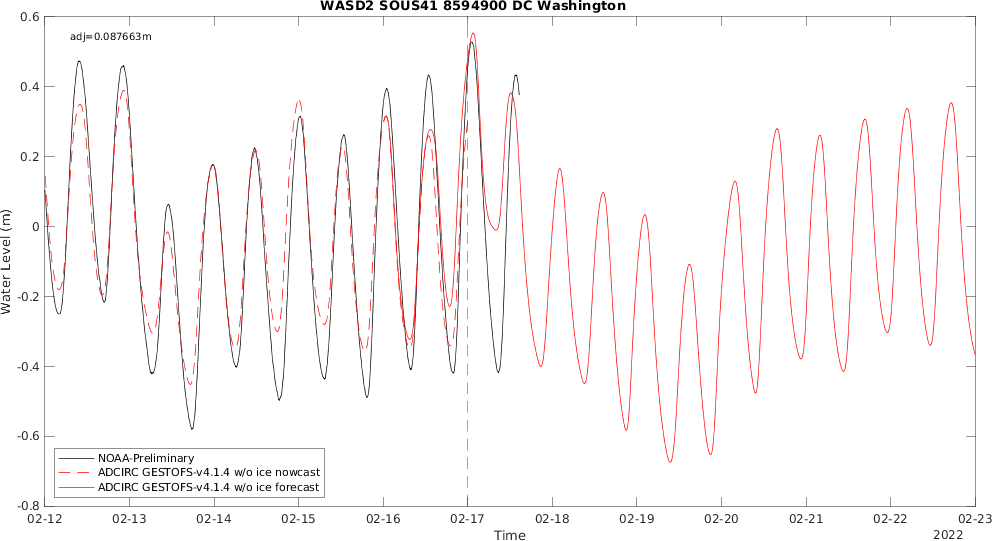 WASD2 SOUS41 8594900 DC Washington
adj=0.087663m
0.6
0.4
0.2
0
-0.2
-0.4
-0.6
-0.8
Water Level (m)
NOAA-Preliminary
ADCIRC GESTOFS-v4.1.4 w/o ice nowcast
ADCIRC GESTOFS-v4.1.4 w/o ice forecast
02-12 02-13 02-14 02-15 02-16 02-17 02-18 02-19 02-20 02-21 02-22 02-23
Time
2022